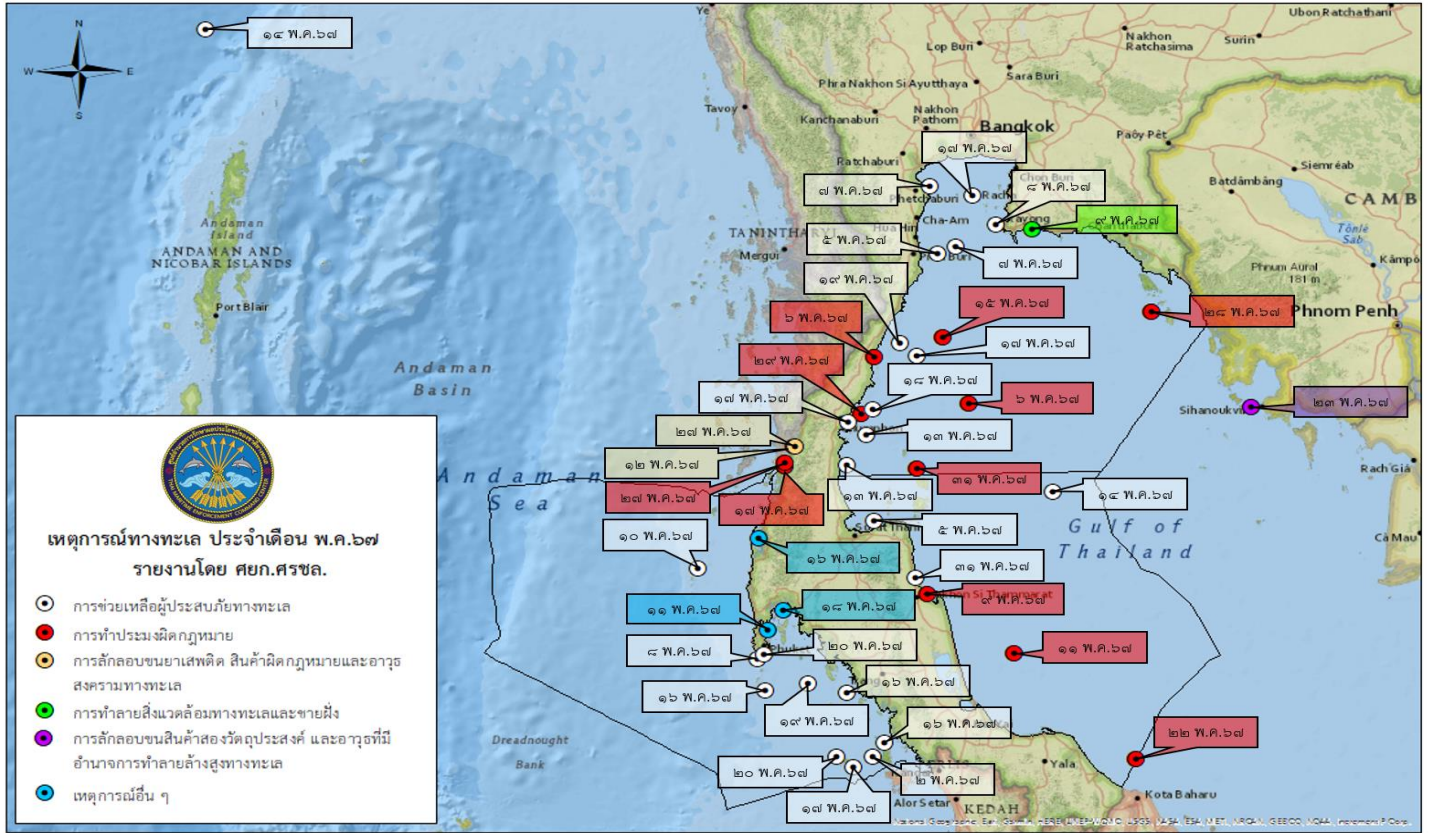 Ye
Ubon Ratchathani
๑๔ พ.ค.๖๗
N
W
E
S
Nakhon
Ratchasima
Surin
Lop Buri
Sara Buri
Phra Nakhon Si Ayutthaya
Tavoy
Kanchanaburi
Nakhon
Pathom
Bangkok
Paôy Pêt
๑๗ พ.ค.๖๗
Ratchaburi
Siemréab
Chon Buri
๘ พ.ค.๖๗
๗ พ.ค.๖๗
Phetchaburi
Batdâmbâng
CAMB
Andaman
Island
ANDAMAN AND
NICOBAR ISLANDS
Cha-Am
๙ พ.ค.๖๗
Tônlé
Sab
TANINTHARYI
๕ พ.ค.๖๗
Mergui
๗ พ.ค.๖๗
Phnum Aôral
181 m
Kâmpó
๑๙ พ.ค.๖๗
Port Blair
๖ พ.ค.๖๗
๑๕ พ.ค.๖๗
๒๘ พ.ค.๖๗
Phnom Penh
๑๗ พ.ค.๖๗
๒๙ พ.ค.๖๗
Andaman
Basin
๑๘ พ.ค.๖๗
๑๗ พ.ค.๖๗
๖ พ.ค.๖๗
Sihanoukv
๒๓ พ.ค.๖๗
๒๗ พ.ค.๖๗
๑๓ พ.ค.๖๗
๑๒ พ.ค.๖๗
Rach Giá
Andaman
Sea
๒๗ พ.ค.๖๗
๑๗ พ.ค.๖๗
๑๓ พ.ค.๖๗
๓๑ พ.ค.๖๗
๑๔ พ.ค.๖๗
Gulf of
Thailand
Surat Than
๕ พ.ค.๖๗
Cà Mau
๑๐ พ.ค.๖๗
๑๖ พ.ค.๖๗
๓๑ พ.ค.๖๗
๑๑ พ.ค.๖๗
๑๘ พ.ค.๖๗
๙ พ.ค.๖๗
๘ พ.ค.๖๗
Phuket
๒๐ พ.ค.๖๗
๑๑ พ.ค.๖๗
๑๖ พ.ค.๖๗
๑๙ พ.ค.๖๗
๑๖ พ.ค.๖๗
๑๖ พ.ค.๖๗
๒๒ พ.ค.๖๗
Dreadnought
Bank
๒๐ พ.ค.๖๗
๒ พ.ค.๖๗
Yala
๑๗ พ.ค.๖๗
Alor Setar
KEDAH
Kota Baharu
THAI MARITIME ENFORCEMENT COMMAND CENTER
เหตุการณ์ทางทะเล ประจำเดือน พ.ค.๖๗
รายงานโดย ศยก.ศรชล.
การช่วยเหลือผู้ประสบภัยทางทะเล
การทำประมงผิดกฎหมาย
การลักลอบขนยาเสพติด สินค้าผิดกฎหมายและอาวุธ
สงครามทางทะเล
การทำลายสิ่งแวดล้อมทางทะเลและชายฝั่ง
การลักลอบขนสินค้าสองวัตถุประสงค์ และอาวุธที่มี
อำนาจการทำลายล้างสูงทางทะเล
เหตุการณ์อื่น ๆ